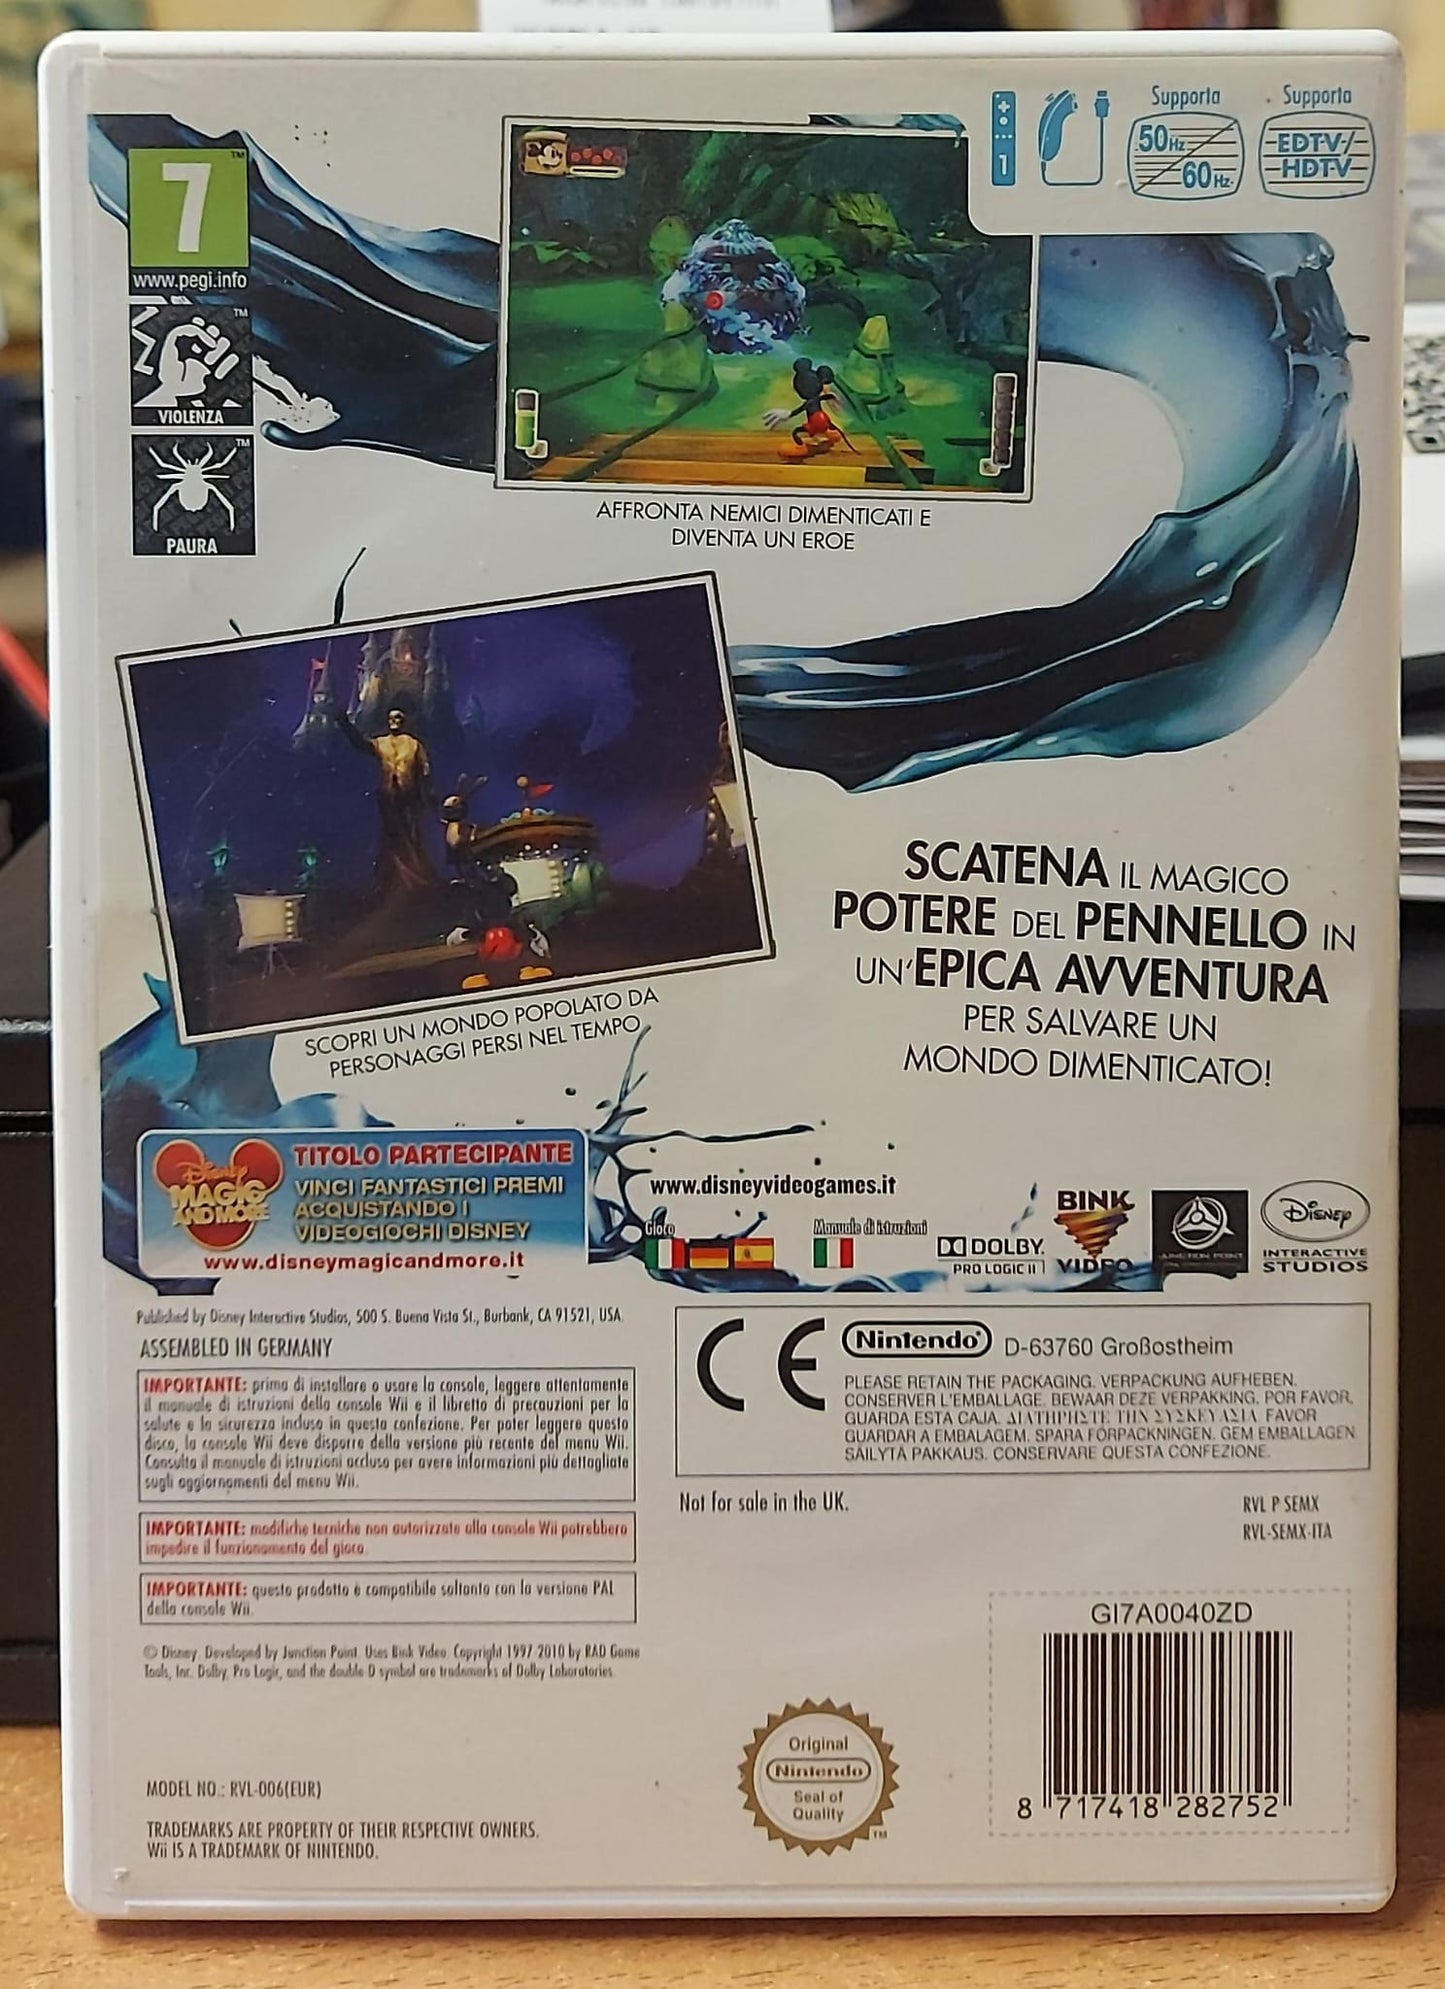 Supporta
50Hz
60Hz
Supporta
EDTV/
HDTV
1
7
www.pegi.info
VIOLENZA
PAURA
AFFRONTA NEMICI DIMENTICATI E
DIVENTA UN EROE
SCOPRI UN MONDO POPOLATO DA
PERSONAGGI PERSI NEL TEMPO
SCATENA IL MAGICO
POTERE DEL PENNELLO IN
UN'EPICA AVVENTURA
PER SALVARE UN
MONDO DIMENTICATO!
Disney
MAGIC
AND MORE
TITOLO PARTECIPANTE
VINCI FANTASTICI PREMI
ACQUISTANDO I
VIDEOGIOCHI DISNEY
www.disneymagicandmore.it
www.disneyvideogames.it
Gioco
Manuale di istruzioni
DOLBY
PRO LOGIC II
BINK
VIDEO
JUNCTION POINT
Disney
INTERACTIVE
STUDIOS
Published by Disney Interactive Studios, 500 S. Buena Vista St., Burbank, CA 91521, USA.
ASSEMBLED IN GERMANY
IMPORTANTE: prima di installare o usare la console, leggere attentamente
il manuale di istruzioni della console Wii e il libretto di precauzioni per la
salute e la sicurezza incluso in questa confezione. Per poter leggere questo
disco, la console Wii deve disporre della versione più recente del menu Wii.
Consulta il manuale di istruzioni accluso per avere informazioni più dettagliate
sugli aggiornamenti del menu Wii.
IMPORTANTE: modifiche tecniche non autorizzate alla console Wii potrebbero
impedire il funzionamento del gioco.
IMPORTANTE: questo prodotto è compatibile soltanto con la versione PAL
della console Wii.
© Disney. Developed by Junction Point. Uses Bink Video. Copyright 1997-2010 by RAD Game
Tools, Inc. Dolby, Pro Logic, and the double-D symbol are trademarks of Dolby Laboratories.
CE
Nintendo D-63760 Großostheim
PLEASE RETAIN THE PACKAGING. VERPACKUNG AUFHEBEN.
CONSERVER L'EMBALLAGE. BEWAAR DEZE VERPAKKING. POR FAVOR,
GUARDA ESTA CAJA. ΔΙΑΤΗΡΗΣΤΕ ΤΗΝ ΣΥΣΚΕΥΑΣΙΑ. FAVOR
GUARDAR A EMBALAGEM. SPARA FÖRPACKNINGEN. GEM EMBALLAGEN.
SÄILYTÄ PAKKAUS. CONSERVARE QUESTA CONFEZIONE.
Not for sale in the UK.
RVL P SEMX
RVL-SEMX-ITA
GI7A0040ZD
8 717418 282752
Original
Nintendo
Seal of
Quality
MODEL NO.: RVL-006(EUR)
TRADEMARKS ARE PROPERTY OF THEIR RESPECTIVE OWNERS.
Wii IS A TRADEMARK OF NINTENDO.